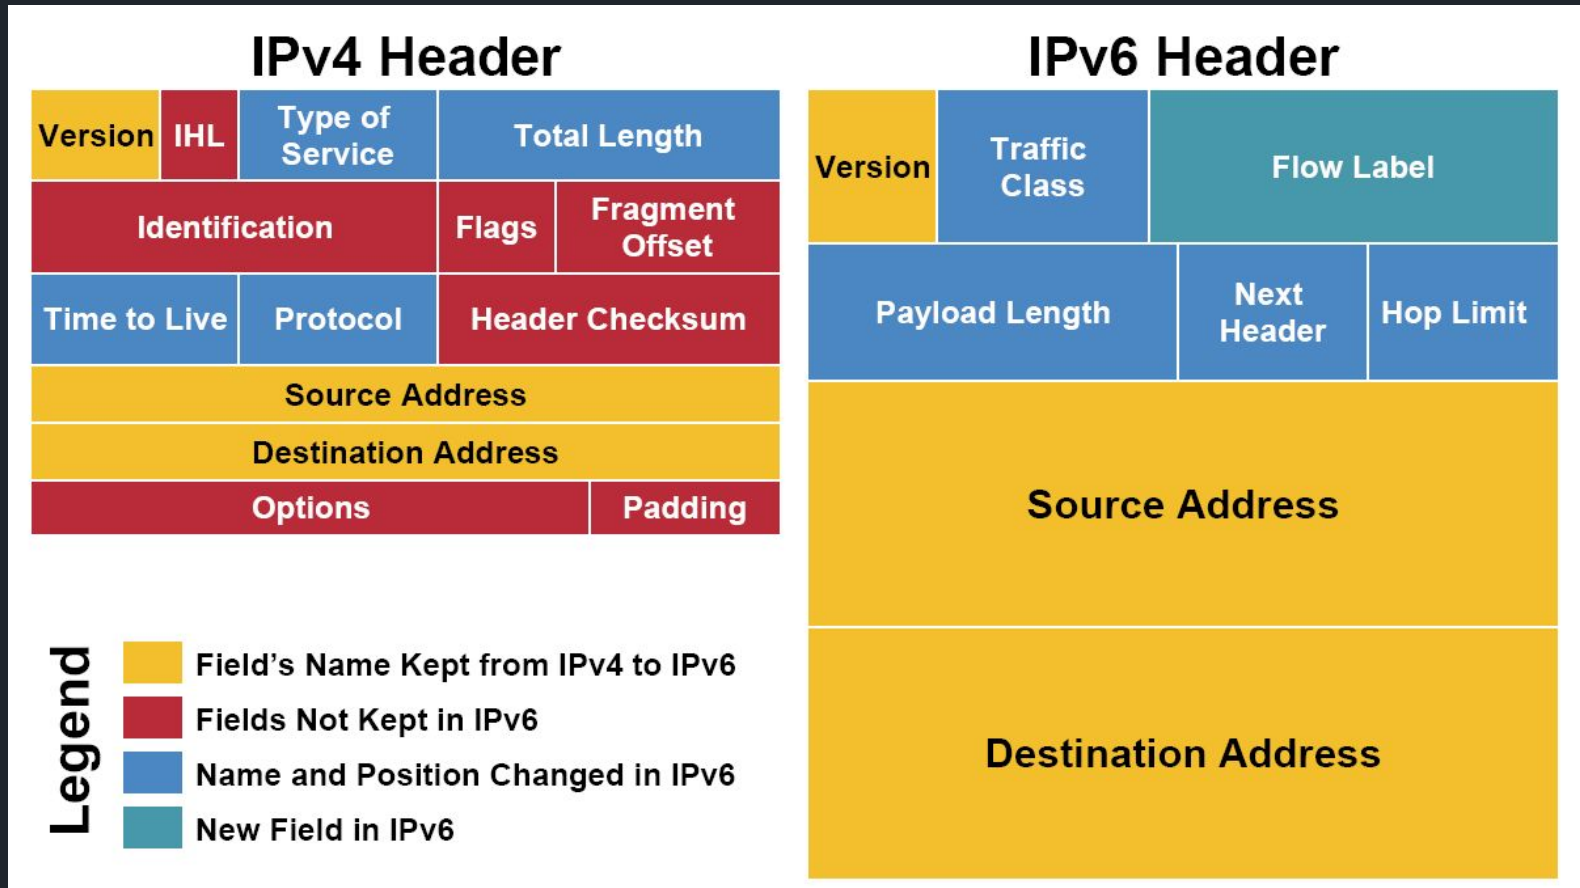 IPv4 Header
Version
IHL
Type of
Service
Total Length
Identification
Flags
Fragment
Offset
Time to Live
Protocol
Header Checksum
Source Address
Destination Address
Options
Padding
IPv6 Header
Version
Traffic
Class
Flow Label
Payload Length
Next
Header
Hop Limit
Source Address
Destination Address
Legend
Field's Name Kept from IPv4 to IPv6
Fields Not Kept in IPv6
Name and Position Changed in IPv6
New Field in IPv6